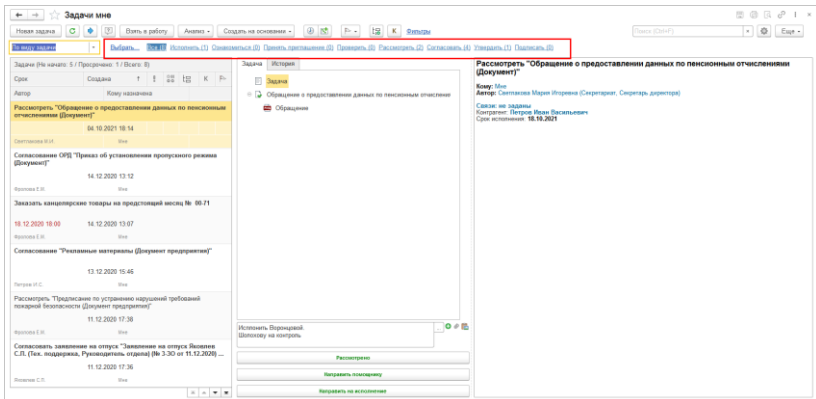 Задачи мне
Новая задача
Взять в работу
Анализ
Создать на основании
К
Фильтры
Поиск (Ctrl+F)
Еще
По виду задачи
Выбрать... Все (8) Исполнить (1) Ознакомиться (0) Принять приглашение (0) Проверить (0) Рассмотреть (2) Согласовать (4) Утвердить (1) Подписать (0)
Задачи (Не начато: 5 / Просрочено: 1 / Всего: 8)
Срок Создана К
Автор Кому назначена
Рассмотреть "Обращение о предоставлении данных по пенсионным
отчислениями (Документ)"
04.10.2021 18:14
Светлакова М.И. Мне
Согласование ОРД "Приказ об установлении пропускного режима
(Документ)"
14.12.2020 13:12
Фролова Е.М. Мне
Заказать канцелярские товары на предстоящий месяц № 00-71
18.12.2020 18:00 14.12.2020 13:07
Фролова Е.М. Мне
Согласование "Рекламные материалы (Документ предприятия)"
13.12.2020 15:46
Петров И.С. Мне
Рассмотреть "Предписание по устранению нарушений требований
пожарной безопасности (Документ предприятия)"
11.12.2020 17:38
Фролова Е.М. Мне
Согласовать заявление на отпуск "Заявление на отпуск Яковлев
С.П. (Тех. поддержка, Руководитель отдела) (№ 3-ЗО от 11.12.2020) ...
11.12.2020 17:36
Яковлев С.П. Мне
Задача История
Задача
Обращение о предоставлении данных по пенсионным отчисление
Обращение
Исполнить Воронцовой.
Шолохову на контроль
Рассмотрено
Направить помощнику
Направить на исполнение
Рассмотреть "Обращение о предоставлении данных по пенсионным отчислениями
(Документ)"
Кому: Мне
Автор: Светлакова Мария Игоревна (Секретариат, Секретарь директора)
Связи: не заданы
Контрагент: Петров Иван Васильевич
Срок исполнения: 18.10.2021